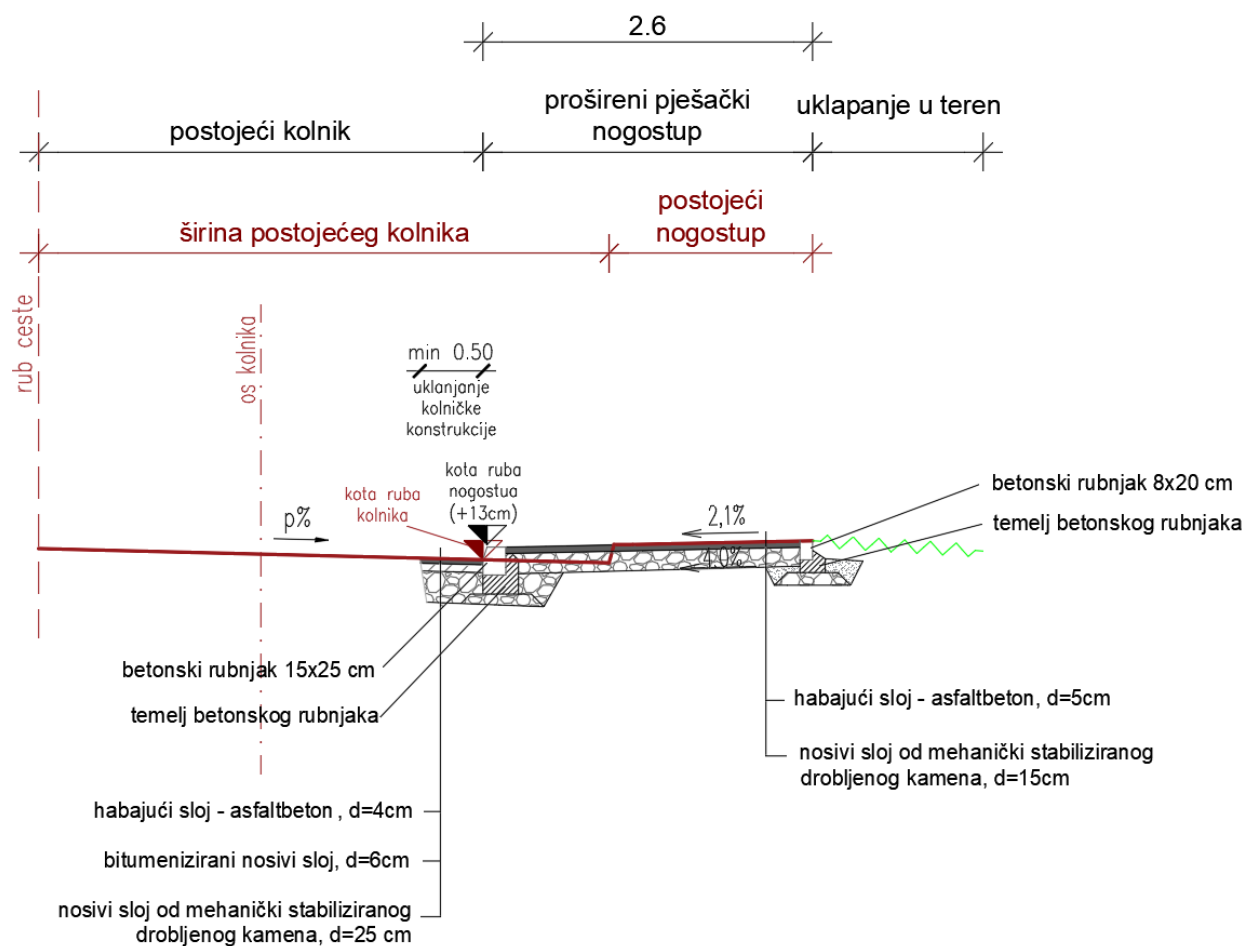 2.6
prošireni pješački
nogostup
uklapanje u teren
postojeći kolnik
postojeći
nogostup
širina postojećeg kolnika
rub ceste
os kolnika
min 0.50
uklanjanje
kolničke
konstrukcije
kota ruba
nogostua
(+13cm)
kota ruba
kolnika
p%
2,1%
4.0%
betonski rubnjak 8x20 cm
temelj betonskog rubnjaka
betonski rubnjak 15x25 cm
temelj betonskog rubnjaka
habajući sloj - asfaltbeton, d=5cm
nosivi sloj od mehanički stabiliziranog
drobljenog kamena, d=15cm
habajući sloj - asfaltbeton , d=4cm
bitumenizirani nosivi sloj, d=6cm
nosivi sloj od mehanički stabiliziranog
drobljenog kamena, d=25 cm